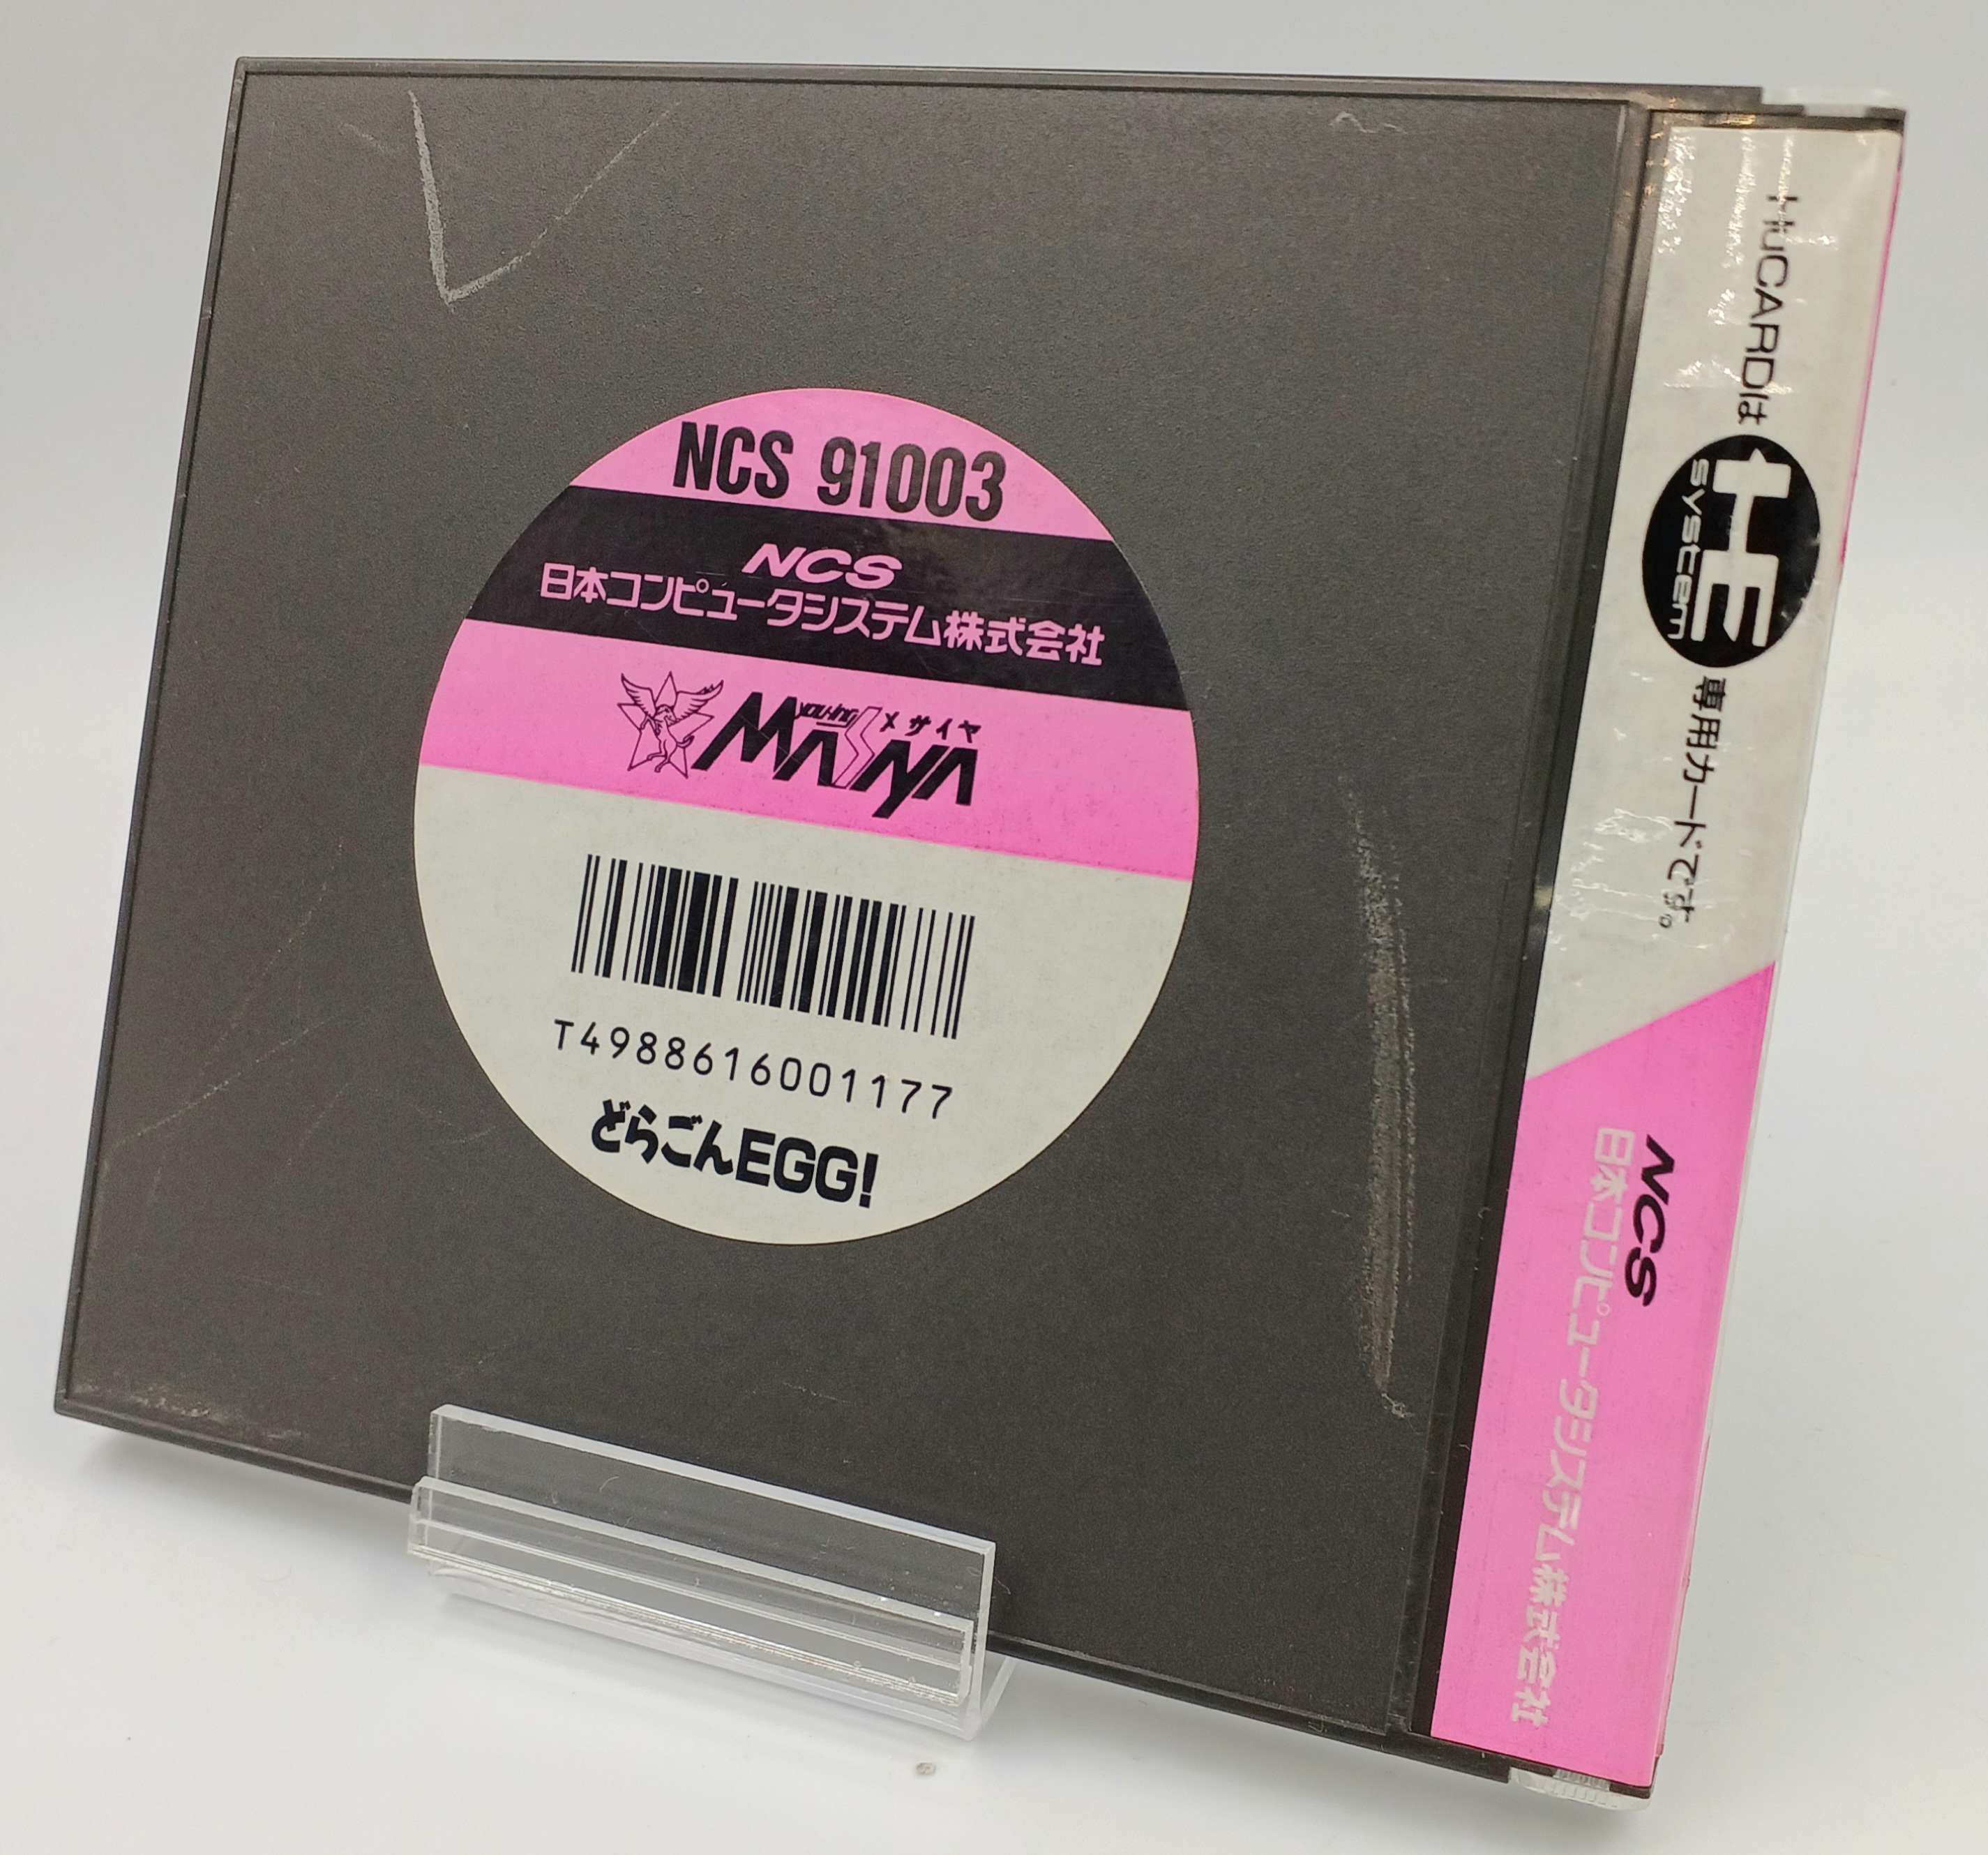 NCS 91003
NCS
日本コンピュータシステム株式会社
you-ing
メサイヤ
MASAYA
T4988616001177
どらごんEGG!
HuCARDは
HE
system
専用カードです。
NCS
日本コンピュータシステム株式会社